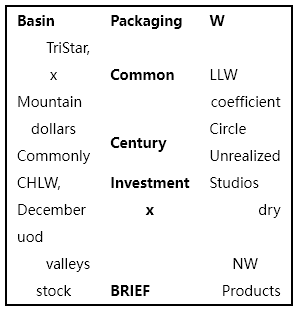 Basin Packaging W
TriStar,
x Common LLW
Mountain coefficient
dollars Circle
Century
Commonly Unrealized
CHLW, Investment Studios
December x dry
uod
valleys NW
stock BRIEF Products